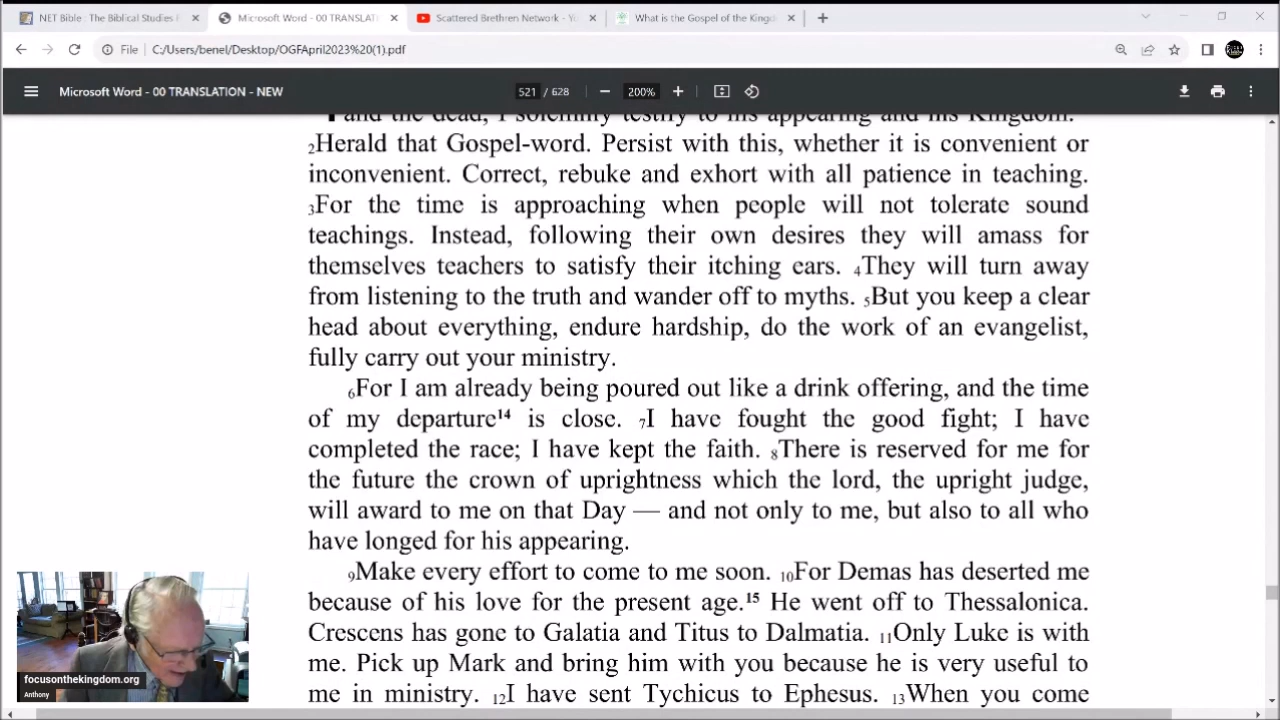 NET Bible : The Biblical Studies
Microsoft Word - 00 TRANSLATI
Scattered Brethren Network - Yo
What is the Gospel of the Kingd
File
C:/Users/benel/Desktop/OGFApril2023%20(1).pdf
Microsoft Word - 00 TRANSLATION - NEW
521 / 628
200%
and the dead, I solemnly testify to his appearing and his Kingdom.
2Herald that Gospel-word. Persist with this, whether it is convenient or
inconvenient. Correct, rebuke and exhort with all patience in teaching.
3For the time is approaching when people will not tolerate sound
teachings. Instead, following their own desires they will amass for
themselves teachers to satisfy their itching ears. 4They will turn away
from listening to the truth and wander off to myths. 5But you keep a clear
head about everything, endure hardship, do the work of an evangelist,
fully carry out your ministry.
6For I am already being poured out like a drink offering, and the time
of my departure14 is close. 7I have fought the good fight; I have
completed the race; I have kept the faith. 8There is reserved for me for
the future the crown of uprightness which the lord, the upright judge,
will award to me on that Day — and not only to me, but also to all who
have longed for his appearing.
9Make every effort to come to me soon. 10For Demas has deserted me
because of his love for the present age.15 He went off to Thessalonica.
Crescens has gone to Galatia and Titus to Dalmatia. 11Only Luke is with
me. Pick up Mark and bring him with you because he is very useful to
me in ministry. 12I have sent Tychicus to Ephesus. 13When you come
focusonthekingdom.org
Anthony